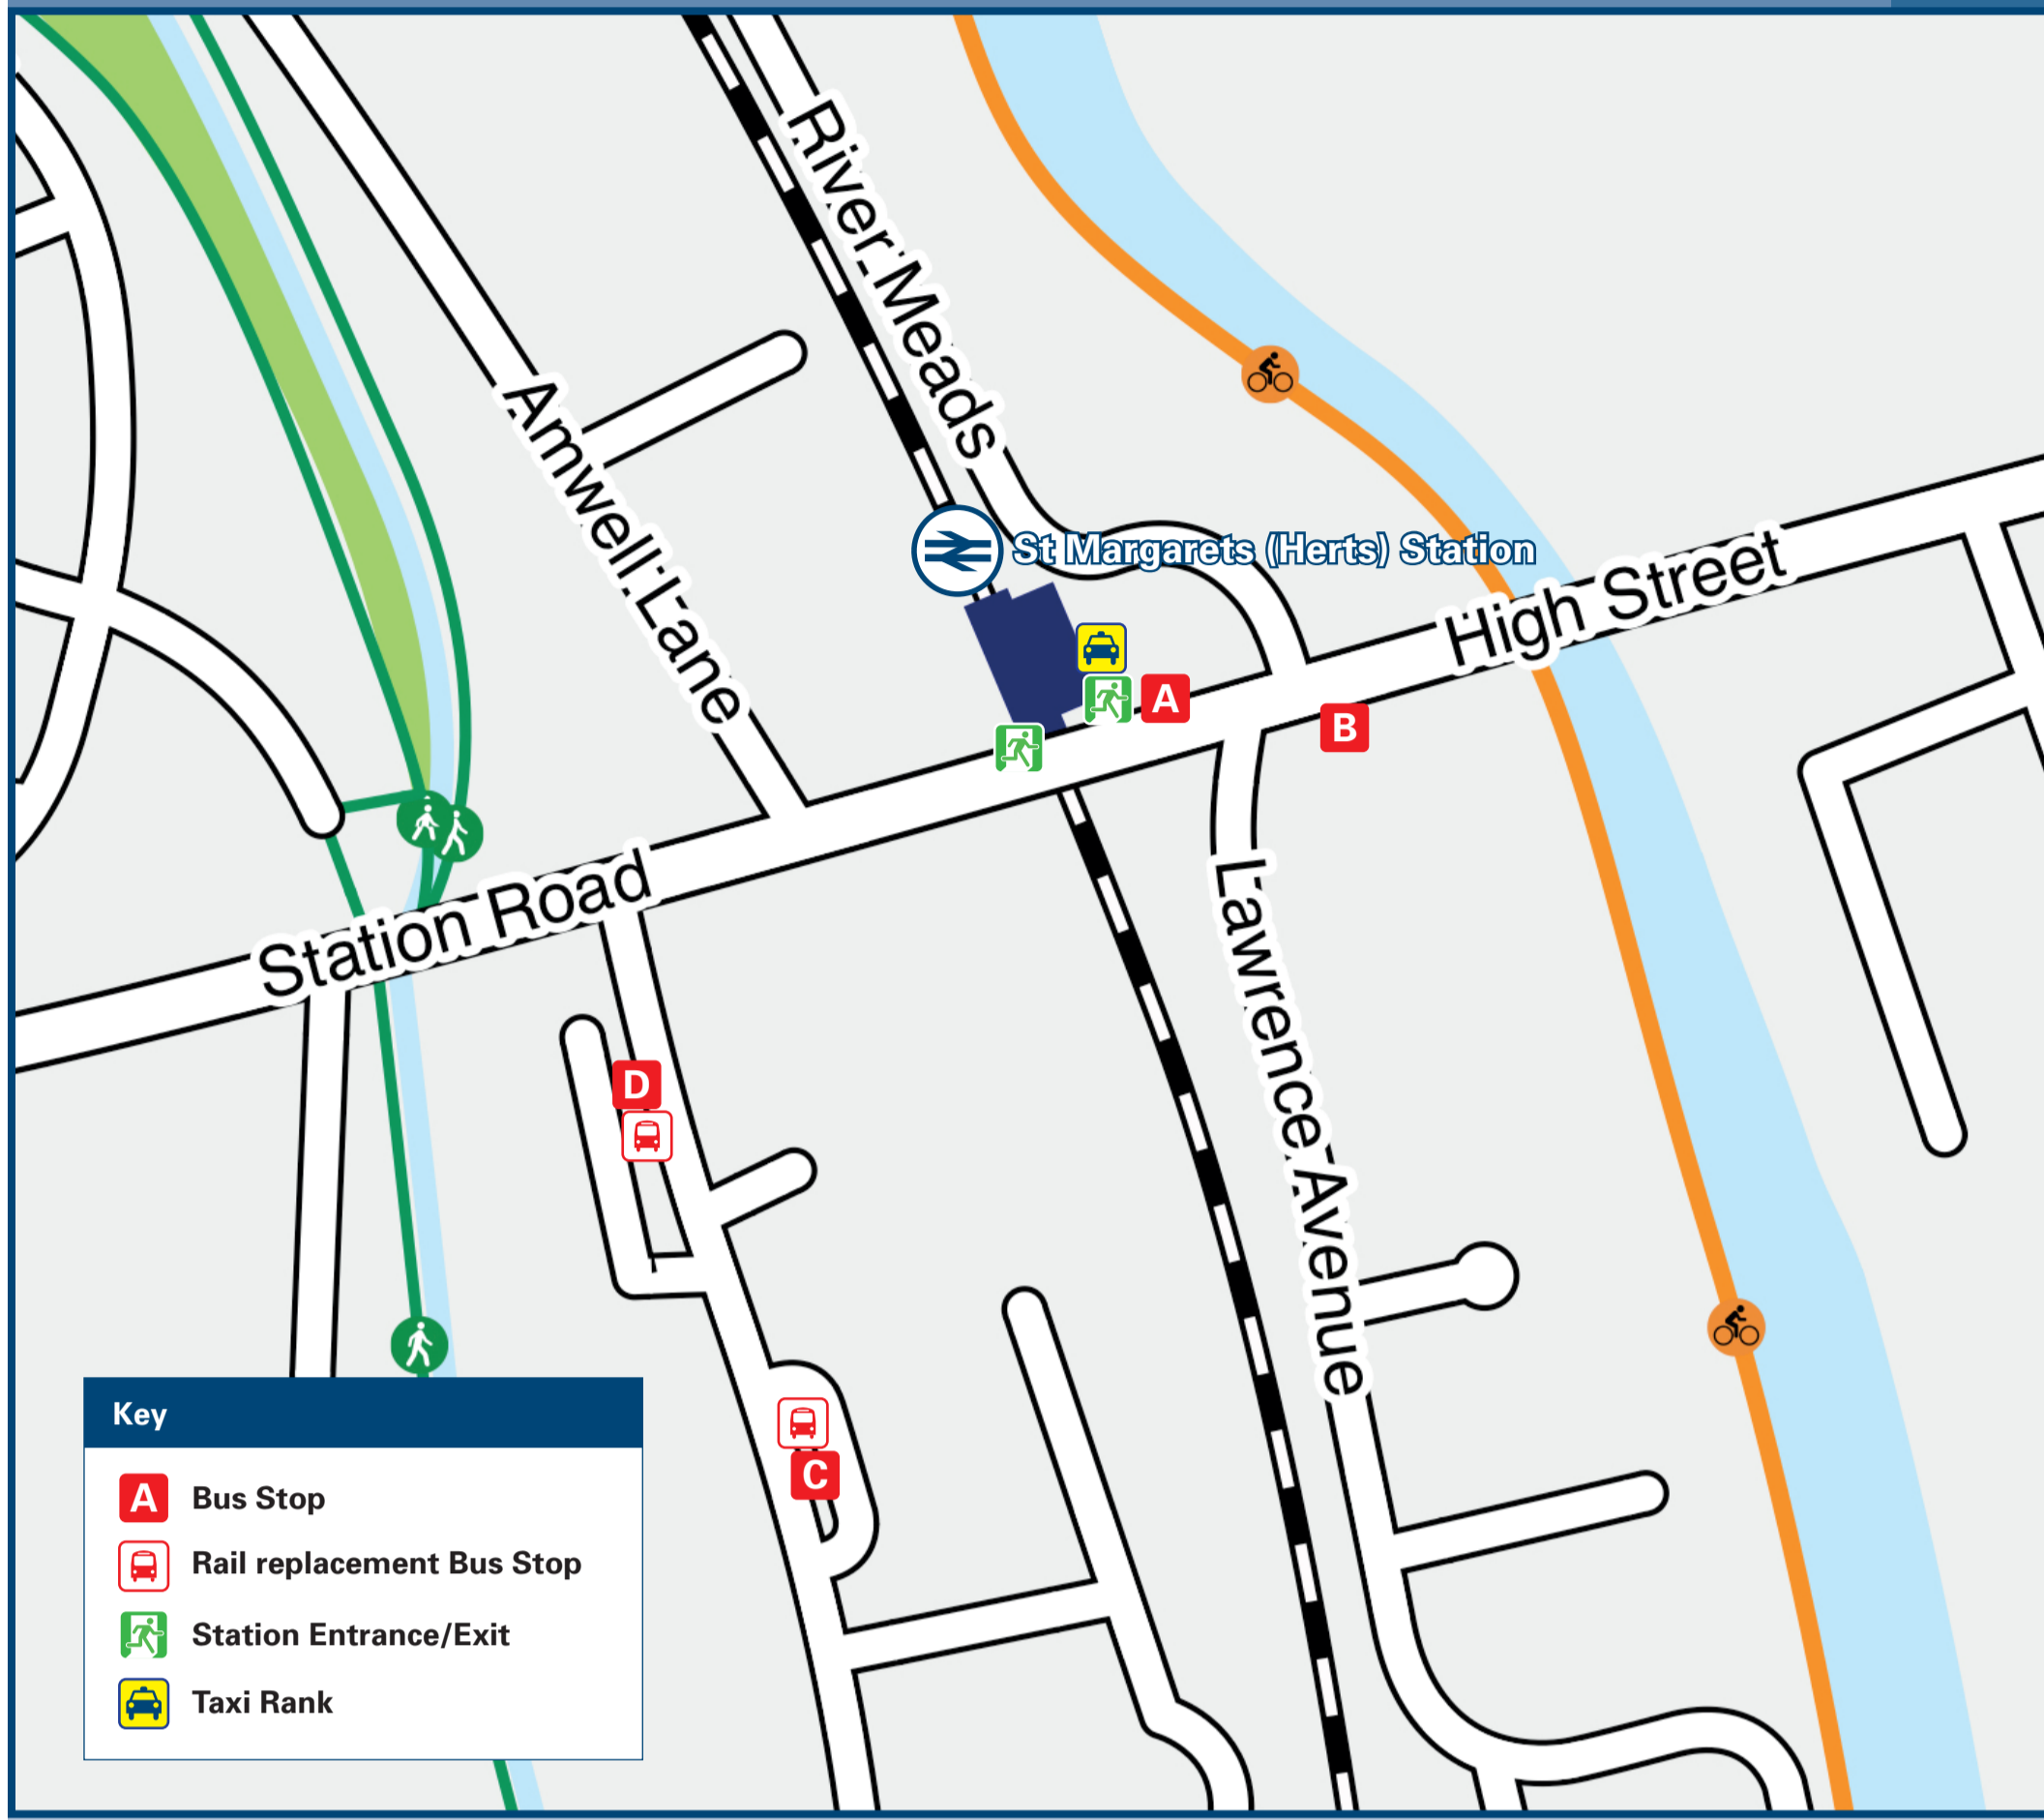 River Meads
Amwell Lane
St Margarets (Herts) Station
High Street
A
B
Station Road
Lawrence Avenue
D
C
Key
A Bus Stop
Rail replacement Bus Stop
Station Entrance/Exit
Taxi Rank